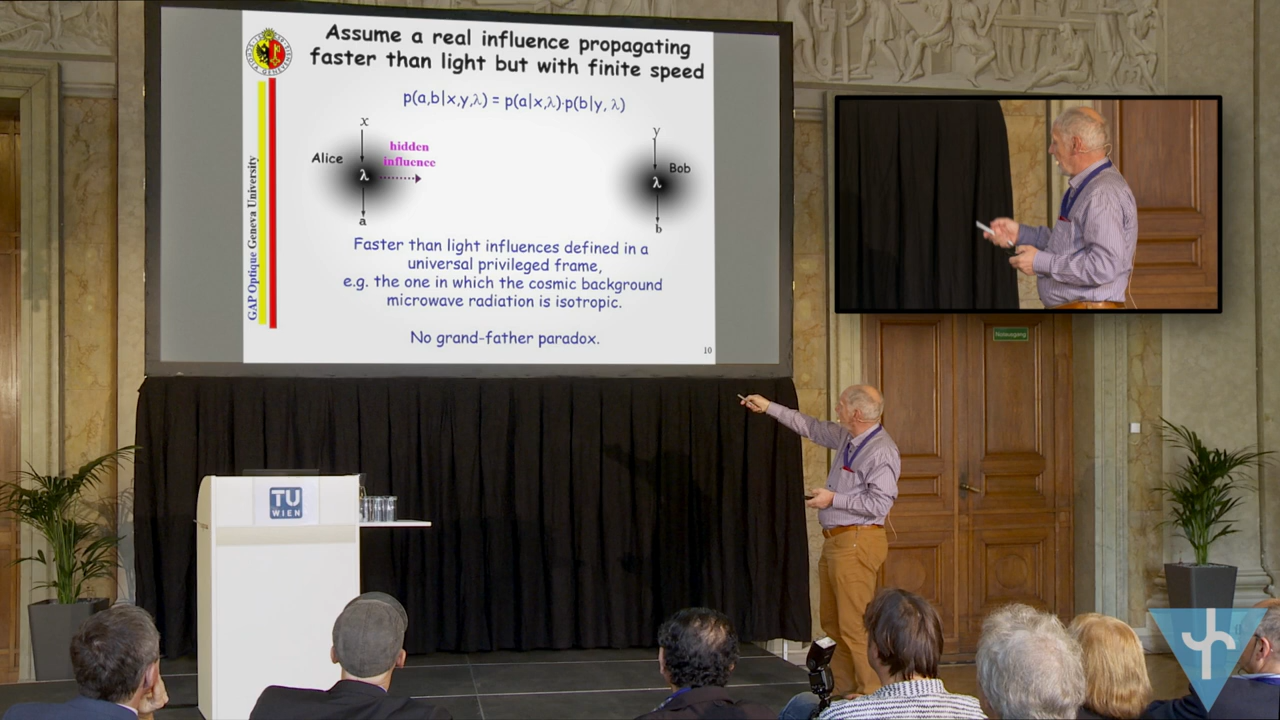 Assume a real influence propagating
faster than light but with finite speed
p(a,b|x,y,λ) = p(a|x,λ)·p(b|y, λ)
x
y
Alice
hidden
influence
Bob
λ
λ
a
b
Faster than light influences defined in a
universal privileged frame,
e.g. the one in which the cosmic background
microwave radiation is isotropic.
No grand-father paradox.
10
GAP Optique Geneva University
Notausgang
TU
WIEN